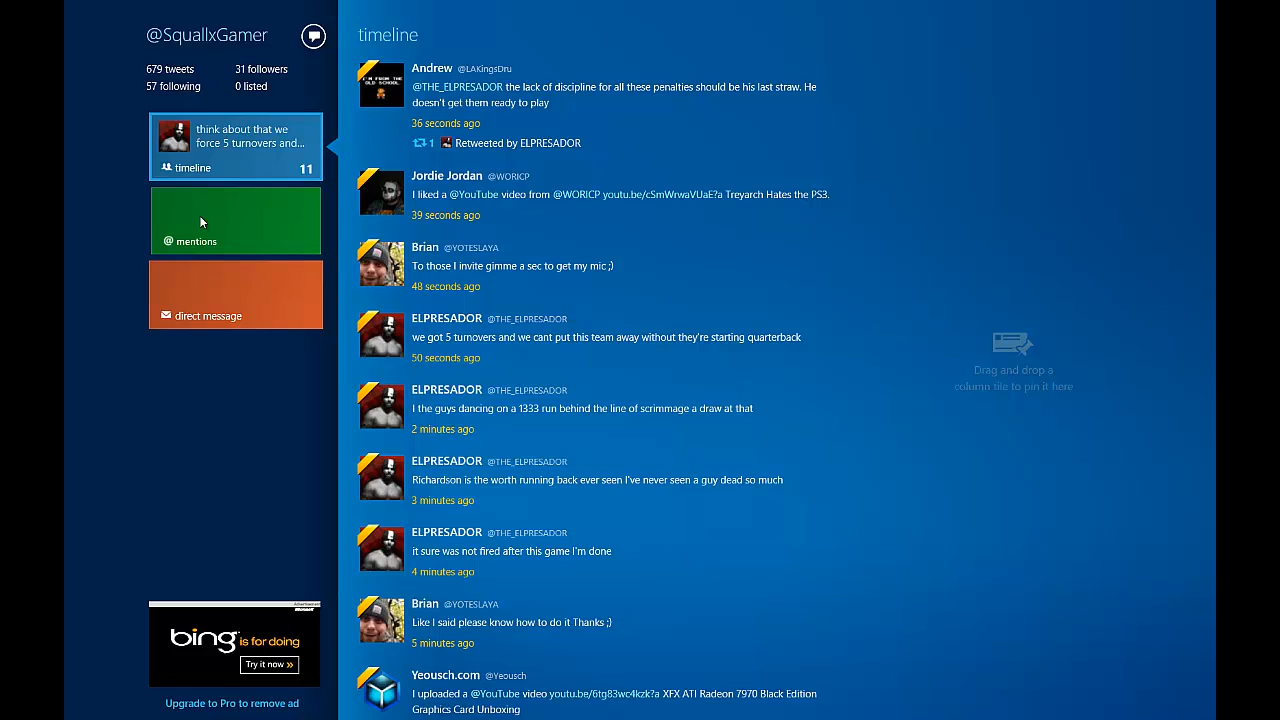 @SquallxGamer
679 tweets 31 followers
57 following 0 listed
think about that we
force 5 turnovers and...
timeline 11
@ mentions
direct message
bing is for doing
Try it now »
Upgrade to Pro to remove ad
timeline
Andrew @LAKingsDru
@THE_ELPRESADOR the lack of discipline for all these penalties should be his last straw. He
doesn't get them ready to play
36 seconds ago
1 Retweeted by ELPRESADOR
Jordie Jordan @WORICP
I liked a @YouTube video from @WORICP youtu.be/cSmWrwaVUaE?a Treyarch Hates the PS3.
39 seconds ago
Brian @YOTESLAYA
To those I invite gimme a sec to get my mic ;)
48 seconds ago
ELPRESADOR @THE_ELPRESADOR
we got 5 turnovers and we cant put this team away without they're starting quarterback
50 seconds ago
ELPRESADOR @THE_ELPRESADOR
I the guys dancing on a 1333 run behind the line of scrimmage a draw at that
2 minutes ago
ELPRESADOR @THE_ELPRESADOR
Richardson is the worth running back ever seen I've never seen a guy dead so much
3 minutes ago
ELPRESADOR @THE_ELPRESADOR
it sure was not fired after this game I'm done
4 minutes ago
Brian @YOTESLAYA
Like I said please know how to do it Thanks ;)
5 minutes ago
Yeousch.com @Yeousch
I uploaded a @YouTube video youtu.be/6tg83wc4kzk?a XFX ATI Radeon 7970 Black Edition
Graphics Card Unboxing
Drag and drop a
column tile to pin it here